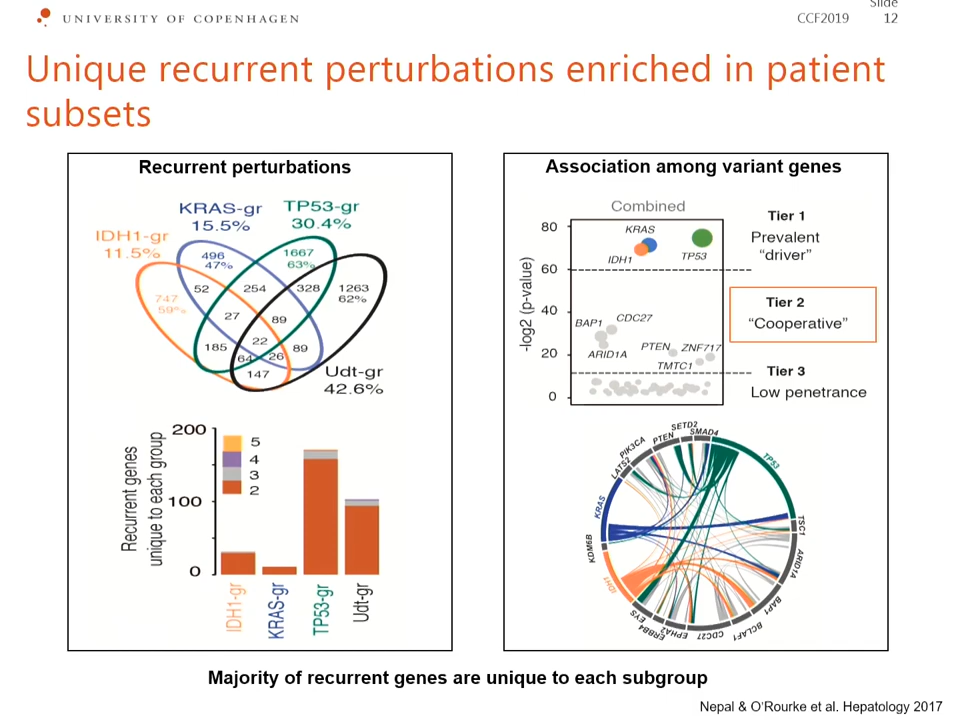 UNIVERSITY OF COPENHAGEN
CCF2019
Slide
12
Unique recurrent perturbations enriched in patient
subsets
Recurrent perturbations
KRAS-gr
15.5%
TP53-gr
30.4%
IDH1-gr
11.5%
496
47%
1667
63%
747
59%
52
254
328
1263
62%
27
89
185
22
89
64
26
147
Udt-gr
42.6%
Recurrent genes
unique to each group
200
100
0
5
4
3
2
IDH1-gr
KRAS-gr
TP53-gr
Udt-gr
Association among variant genes
Combined
-log2 (p-value)
80
60
40
20
0
KRAS
IDH1
TP53
BAP1
CDC27
ARID1A
PTEN
ZNF717
TMTC1
Tier 1
Prevalent
“driver”
Tier 2
“Cooperative”
Tier 3
Low penetrance
KRAS
LATS2
PIK3CA
PTEN
SETD2
SMAD4
TP53
TSC1
ARID1A
BAP1
BCLAF1
CDC27
EPHA2
ERBB4
EYS
IDH1
KDM6B
Majority of recurrent genes are unique to each subgroup
Nepal & O’Rourke et al. Hepatology 2017